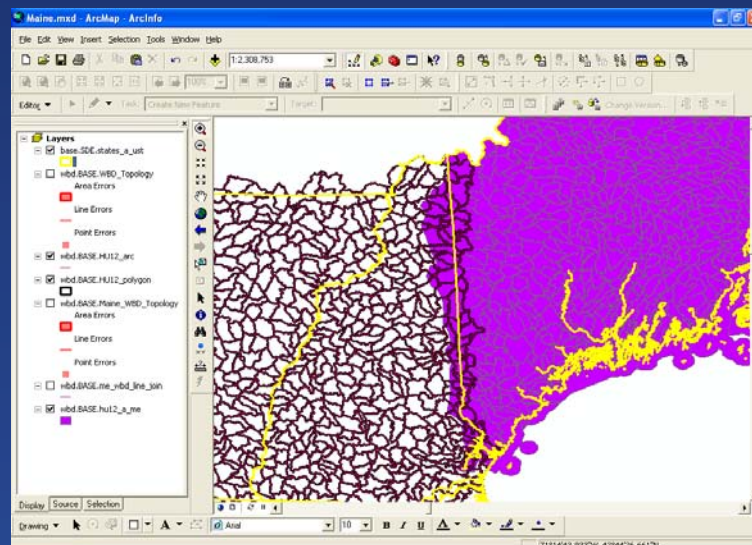 Maine.mxd - ArcMap - ArcInfo
File Edit View Insert Selection Tools Window Help
1:2,308,753
100%
Editor Task: Create New Feature Target: Change Version...
Layers
base.SDE.states_a_ust
wbd.BASE.WBD_Topology
Area Errors
Line Errors
Point Errors
wbd.BASE.HU12_arc
wbd.BASE.HU12_polygon
wbd.BASE.Maine_WBD_Topology
Area Errors
Line Errors
Point Errors
wbd.BASE.me_wbd_line_join
wbd.BASE.hu12_a_me
Display Source Selection
Drawing A Arial 10 B I U A